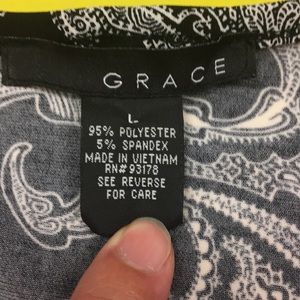 GRACE
L
95% POLYESTER
5% SPANDEX
MADE IN VIETNAM
RN# 93178
SEE REVERSE
FOR CARE